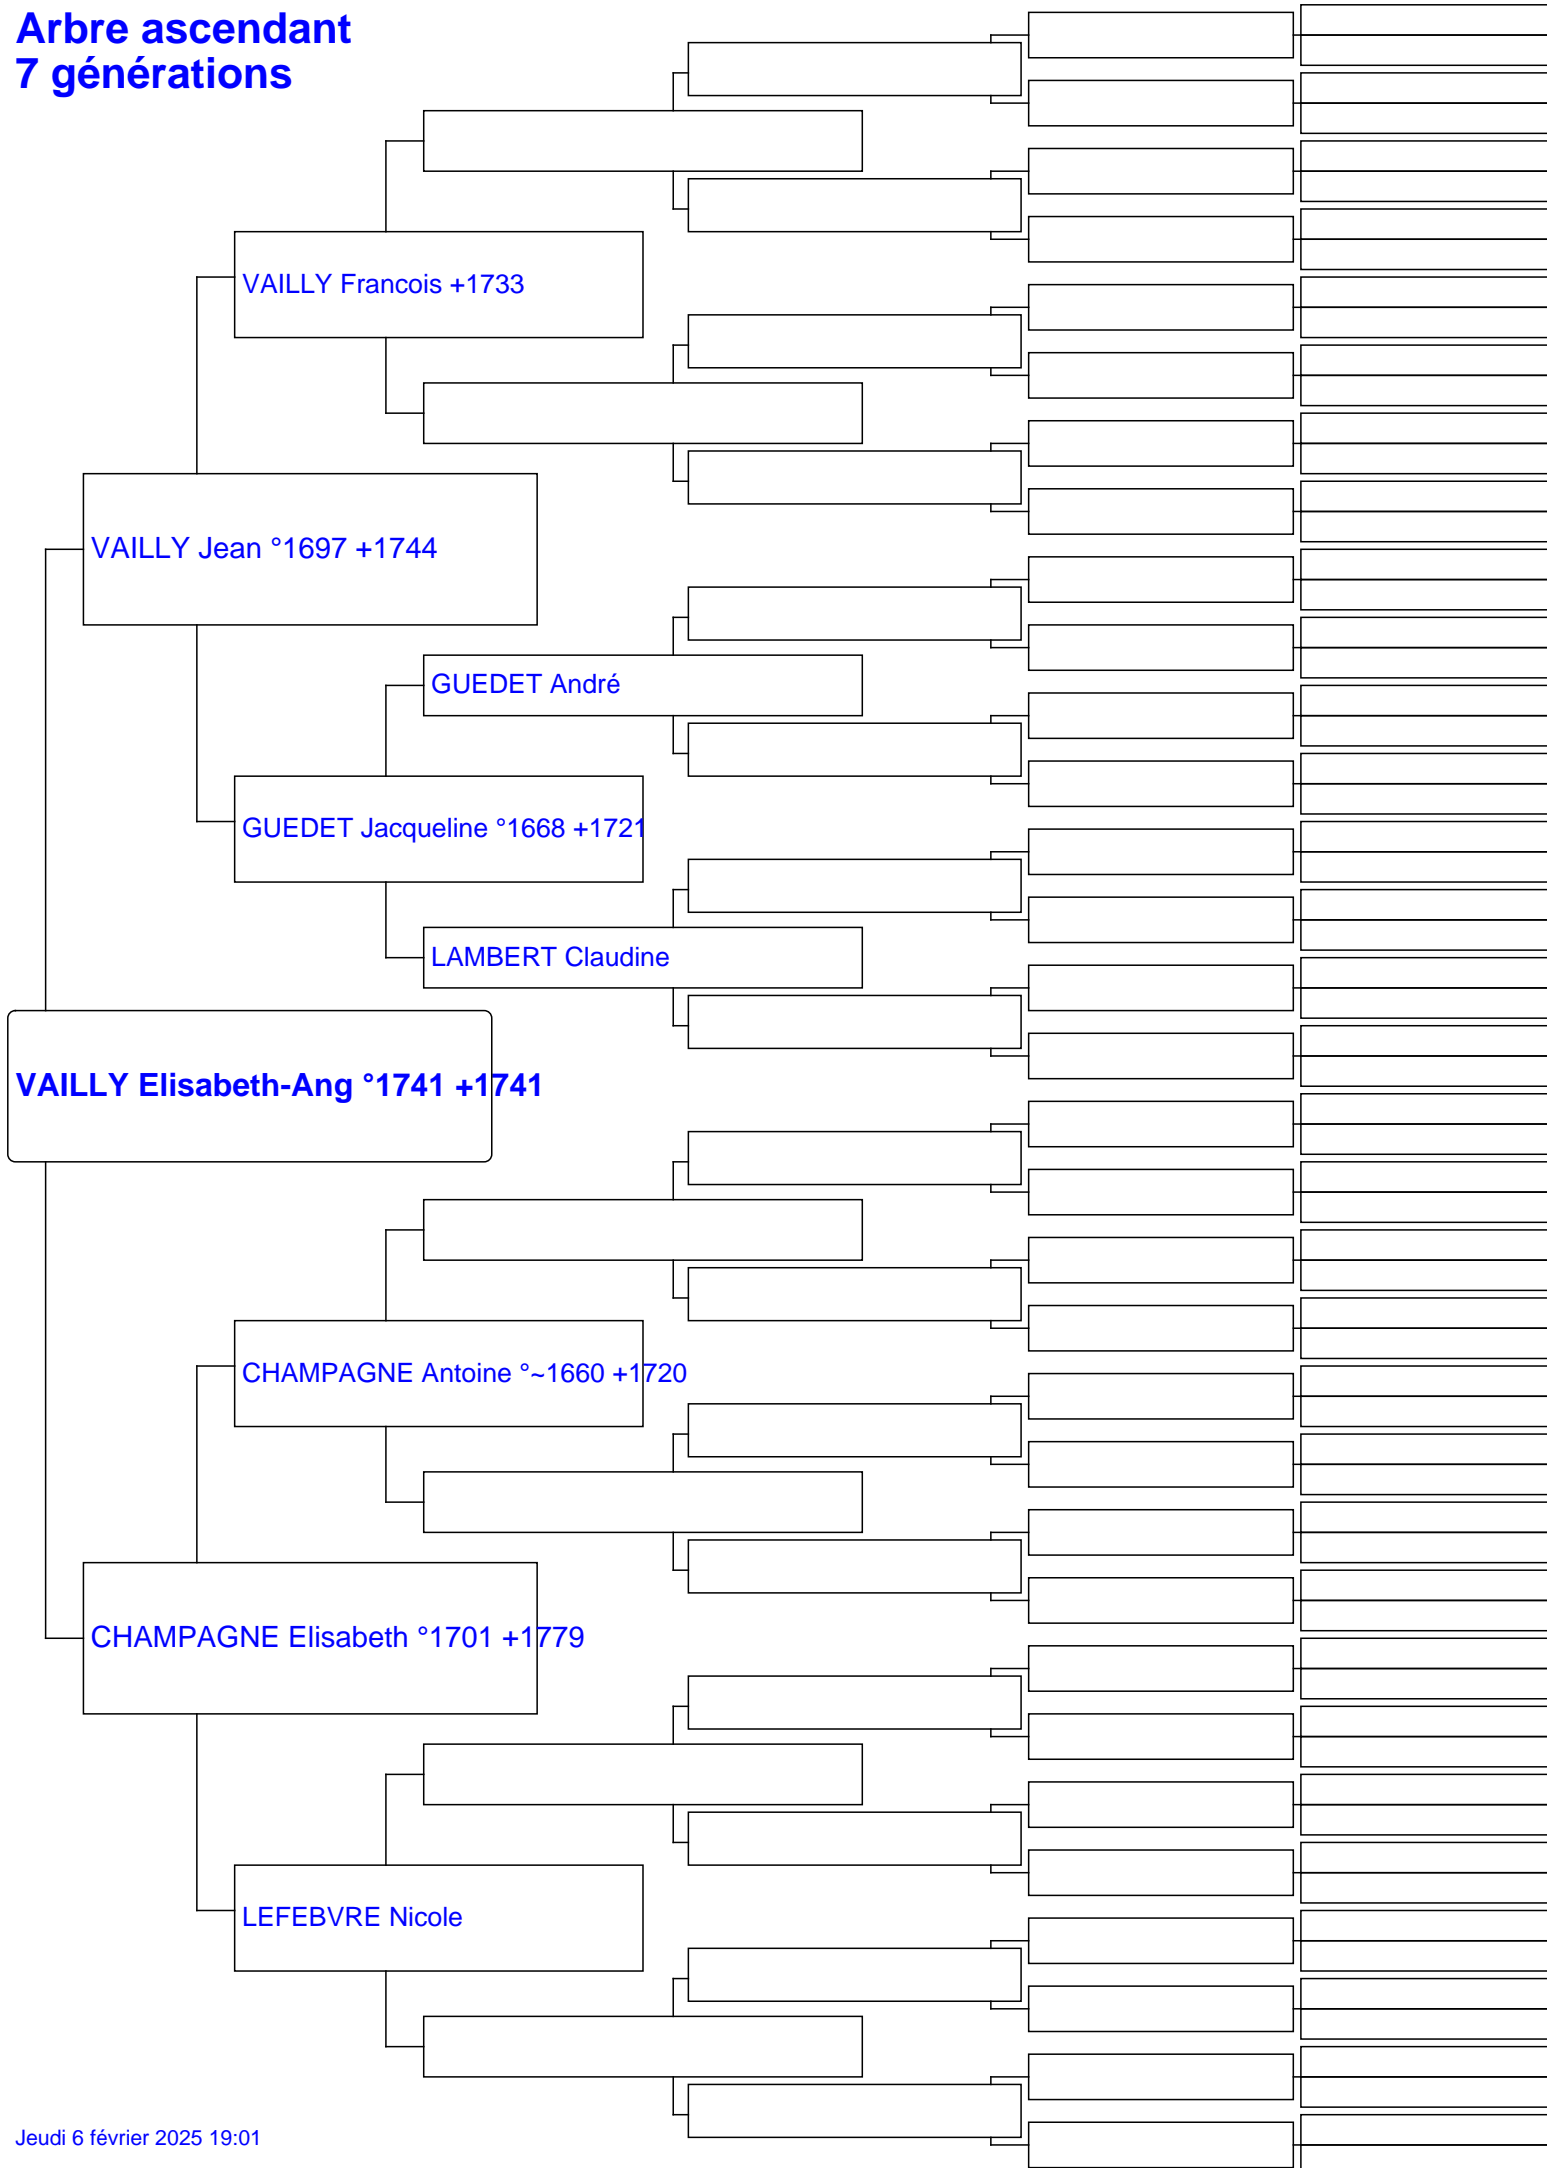 Arbre ascendant
7 générations
VAILLY Francois +1733
VAILLY Jean °1697 +1744
GUEDET André
GUEDET Jacqueline °1668 +1721
LAMBERT Claudine
VAILLY Elisabeth-Ang °1741 +1741
CHAMPAGNE Antoine °~1660 +1720
CHAMPAGNE Elisabeth °1701 +1779
LEFEBVRE Nicole
Jeudi 6 février 2025 19:01